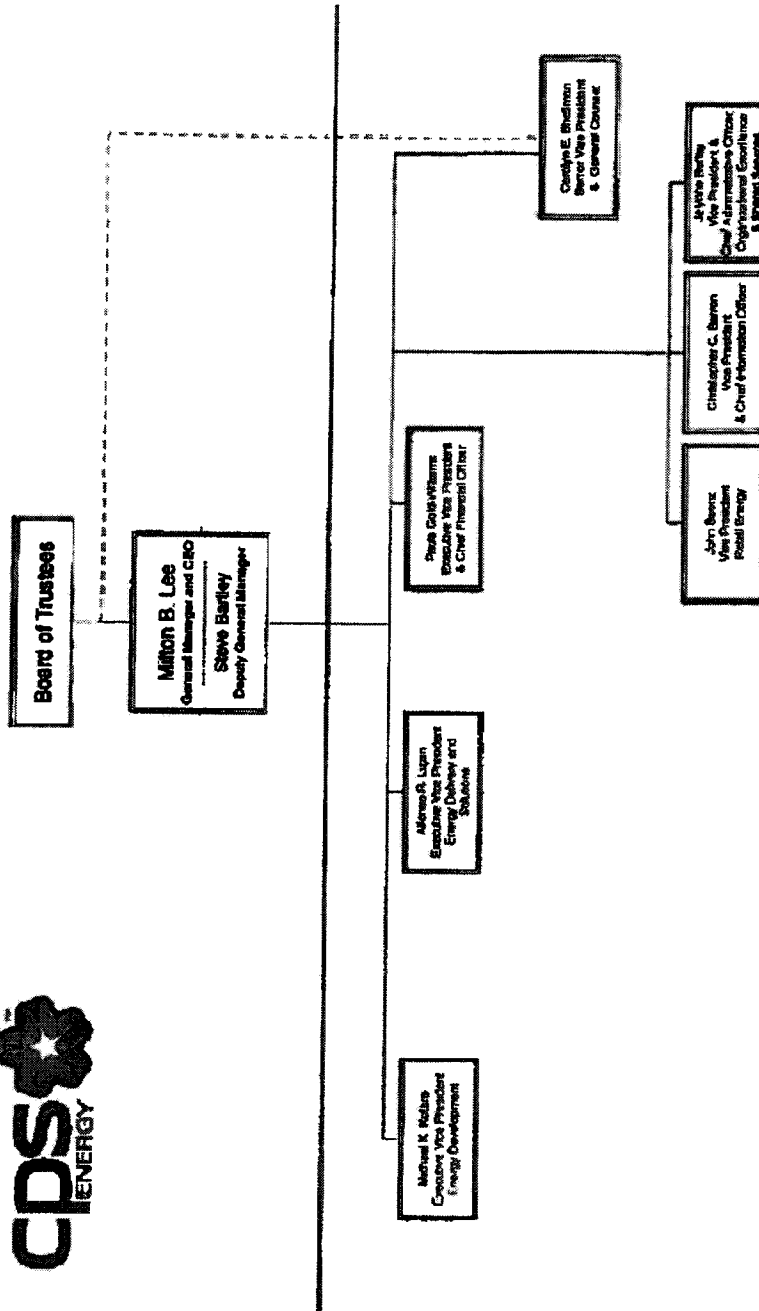 cps
ENERGY
Board of Trustees
Milton B. Lee
General Manager and CEO
Steve Bartley
Deputy General Manager
Michael K. Kotara
Executive Vice President
Energy Development
Alfonso R. Lujan
Executive Vice President
Energy Delivery and
Solutions
Paula Gold-Williams
Executive Vice President
& Chief Financial Officer
Carolyn E. Shellman
Senior Vice President
& General Counsel
John
Vice President
Retail Energy
Christopher C. Barron
Vice President
& Chief Information Officer
Vice President &
Chief Administrative Officer
Organizational Excellence
& Shared Services